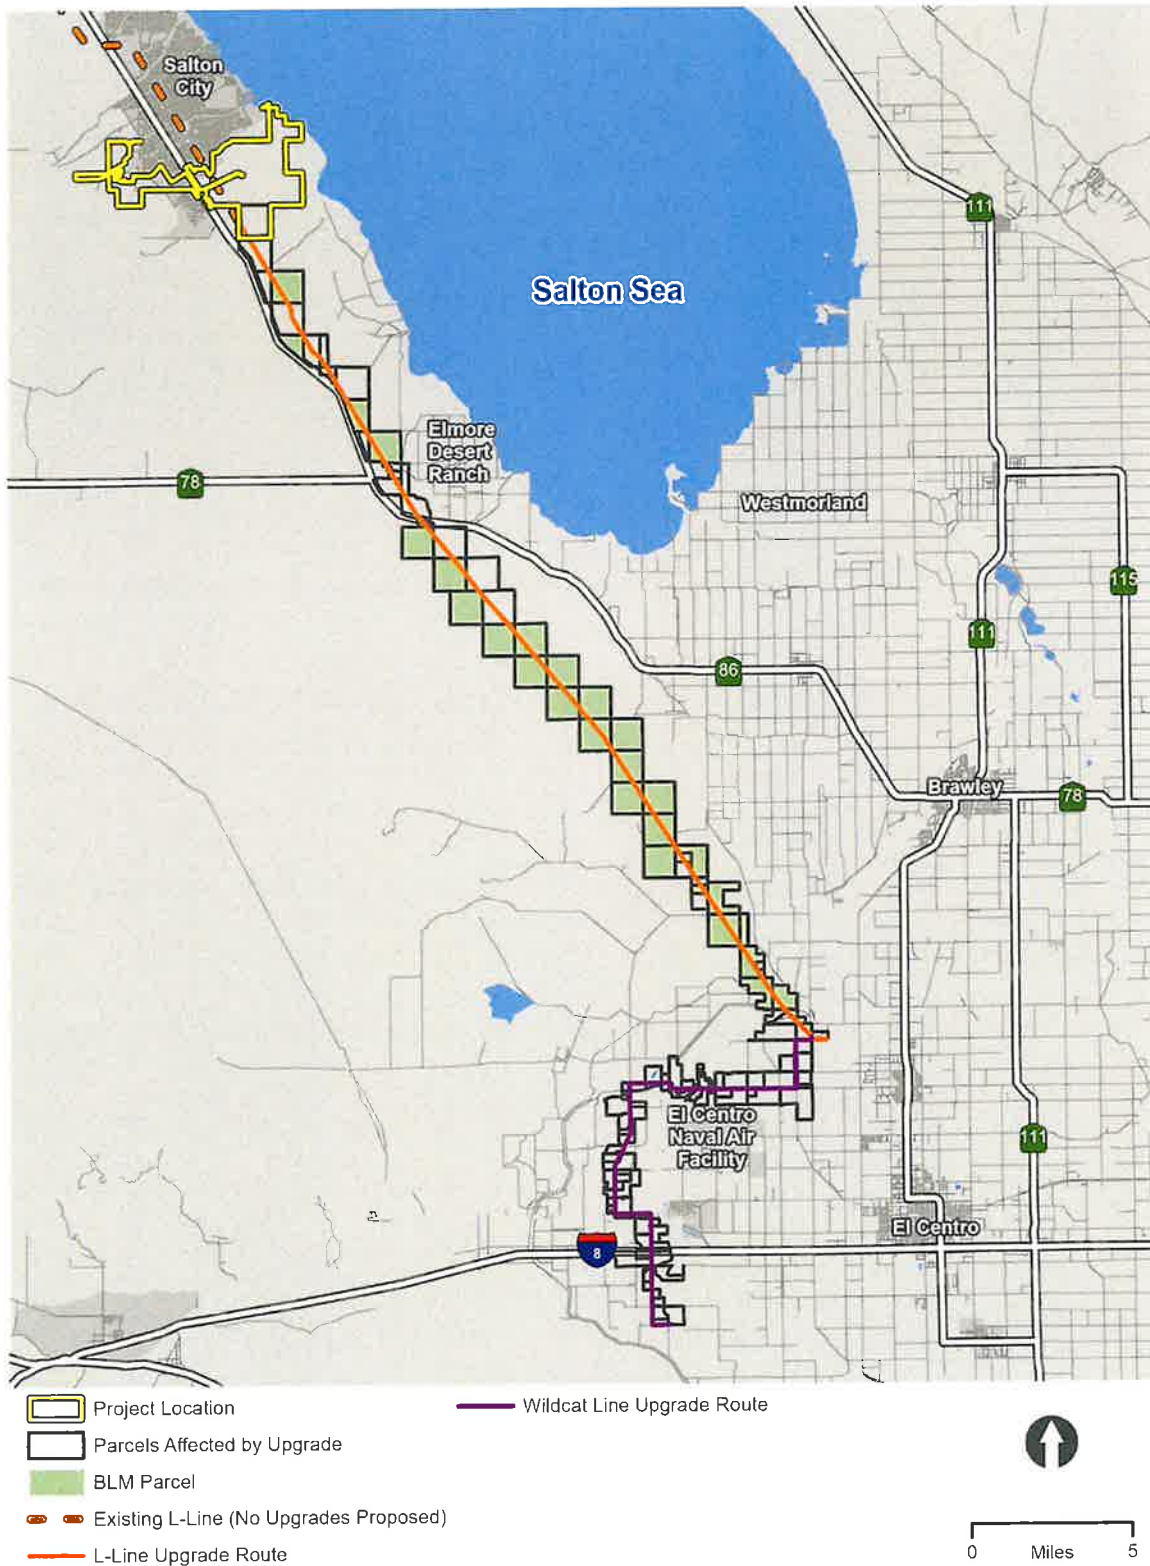 Salton
City
111
Salton Sea
Elmore
Desert
Ranch
78
Westmorland
115
111
86
Brawley
78
El Centro
Naval Air
Facility
111
El Centro
8
Project Location
Wildcat Line Upgrade Route
Parcels Affected by Upgrade
BLM Parcel
Existing L-Line (No Upgrades Proposed)
L-Line Upgrade Route
0 Miles 5